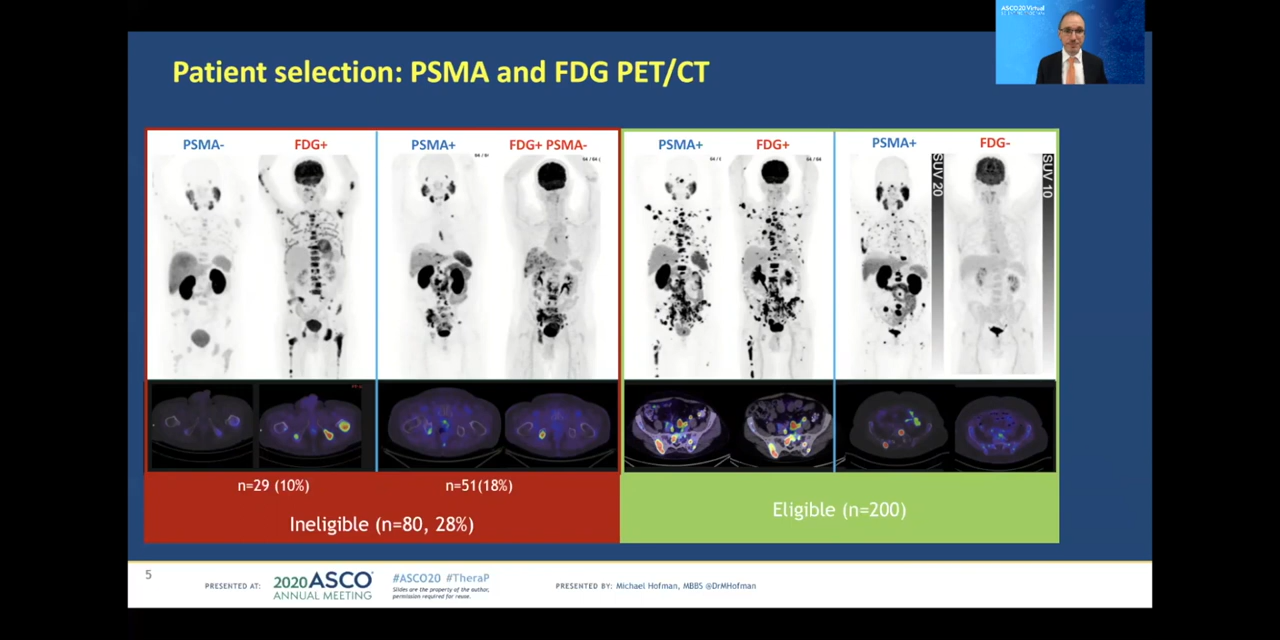 ASCO20 Virtual
Patient selection: PSMA and FDG PET/CT
PSMA-
FDG+
PSMA+
FDG+ PSMA-
PSMA+
FDG+
PSMA+
FDG-
SUV 20
SUV 10
n=29 (10%)
n=51(18%)
Ineligible (n=80, 28%)
Eligible (n=200)
5
PRESENTED AT:
2020 ASCO
ANNUAL MEETING
#ASCO20 #TheraP
Slides are the property of the author,
permission required for reuse.
PRESENTED BY: Michael Hofman, MBBS @DrMHofman